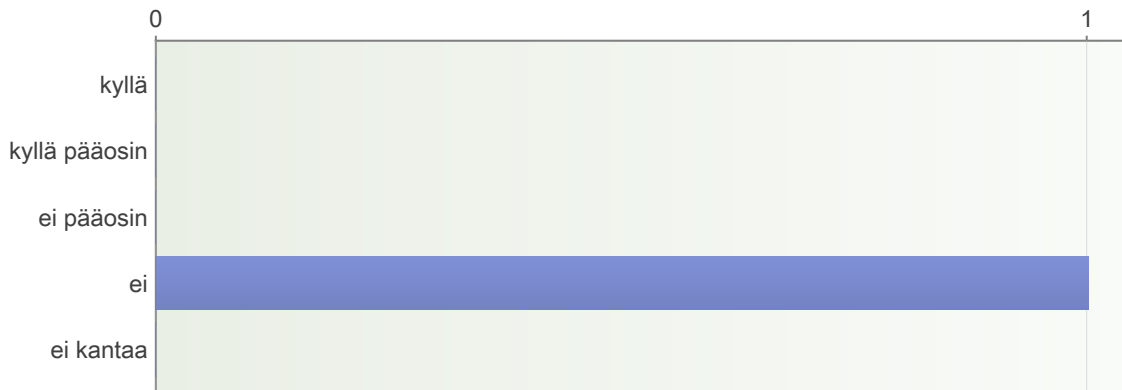 0 1
kyllä
kyllä pääosin
ei pääosin
ei
ei kantaa